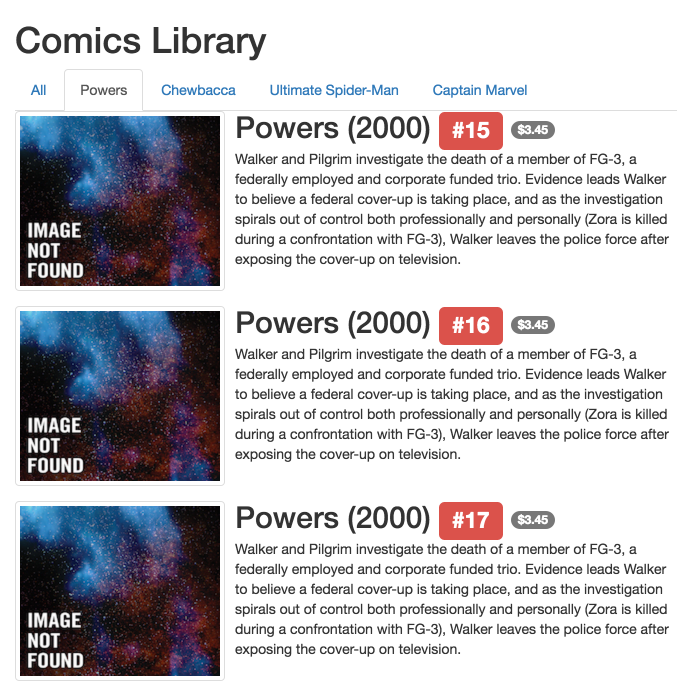 Comics Library
All Powers Chewbacca Ultimate Spider-Man Captain Marvel
Powers (2000) #15 $3.45
Walker and Pilgrim investigate the death of a member of FG-3, a
federally employed and corporate funded trio. Evidence leads Walker
to believe a federal cover-up is taking place, and as the investigation
spirals out of control both professionally and personally (Zora is killed
during a confrontation with FG-3), Walker leaves the police force after
exposing the cover-up on television.
IMAGE
NOT
FOUND
Powers (2000) #16 $3.45
Walker and Pilgrim investigate the death of a member of FG-3, a
federally employed and corporate funded trio. Evidence leads Walker
to believe a federal cover-up is taking place, and as the investigation
spirals out of control both professionally and personally (Zora is killed
during a confrontation with FG-3), Walker leaves the police force after
exposing the cover-up on television.
IMAGE
NOT
FOUND
Powers (2000) #17 $3.45
Walker and Pilgrim investigate the death of a member of FG-3, a
federally employed and corporate funded trio. Evidence leads Walker
to believe a federal cover-up is taking place, and as the investigation
spirals out of control both professionally and personally (Zora is killed
during a confrontation with FG-3), Walker leaves the police force after
exposing the cover-up on television.
IMAGE
NOT
FOUND